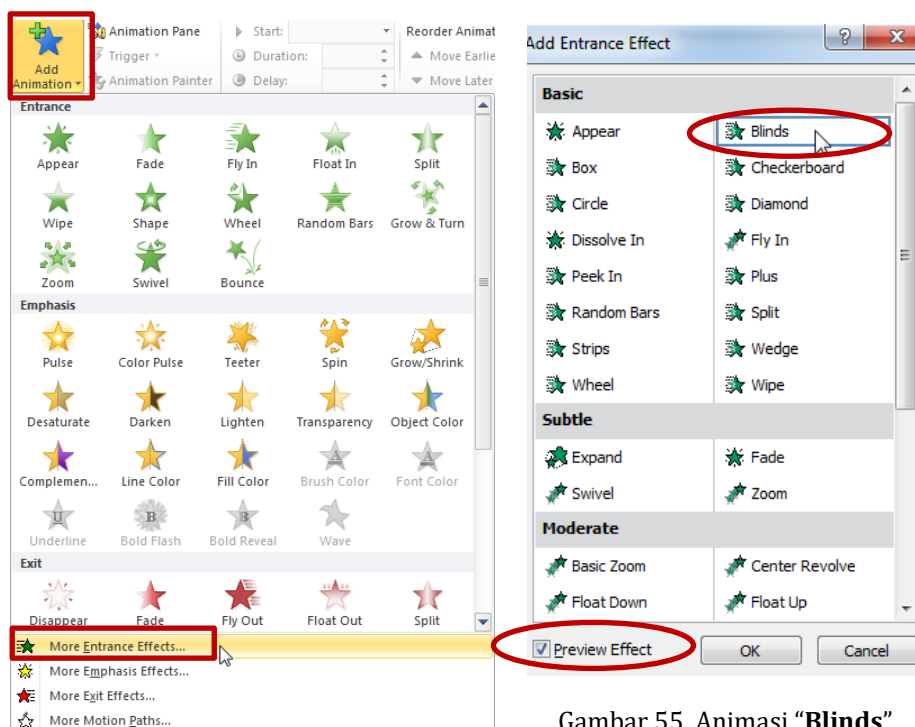 Add
Animation
Animation Pane
Trigger
Animation Painter
Start:
Duration:
Delay:
Reorder Animat
Move Earlie
Move Later
Entrance
Appear Fade Fly In Float In Split
Wipe Shape Wheel Random Bars Grow & Turn
Zoom Swivel Bounce
Emphasis
Pulse Color Pulse Teeter Spin Grow/Shrink
Desaturate Darken Lighten Transparency Object Color
Complemen... Line Color Fill Color Brush Color Font Color
Underline Bold Flash Bold Reveal Wave
Exit
Disappear Fade Fly Out Float Out Split
More Entrance Effects...
More Emphasis Effects...
More Exit Effects...
More Motion Paths...
Add Entrance Effect
Basic
Appear Blinds
Box Checkerboard
Circle Diamond
Dissolve In Fly In
Peek In Plus
Random Bars Split
Strips Wedge
Wheel Wipe
Subtle
Expand Fade
Swivel Zoom
Moderate
Basic Zoom Center Revolve
Float Down Float Up
Preview Effect OK Cancel
Gambar 55. Animasi “Blinds”